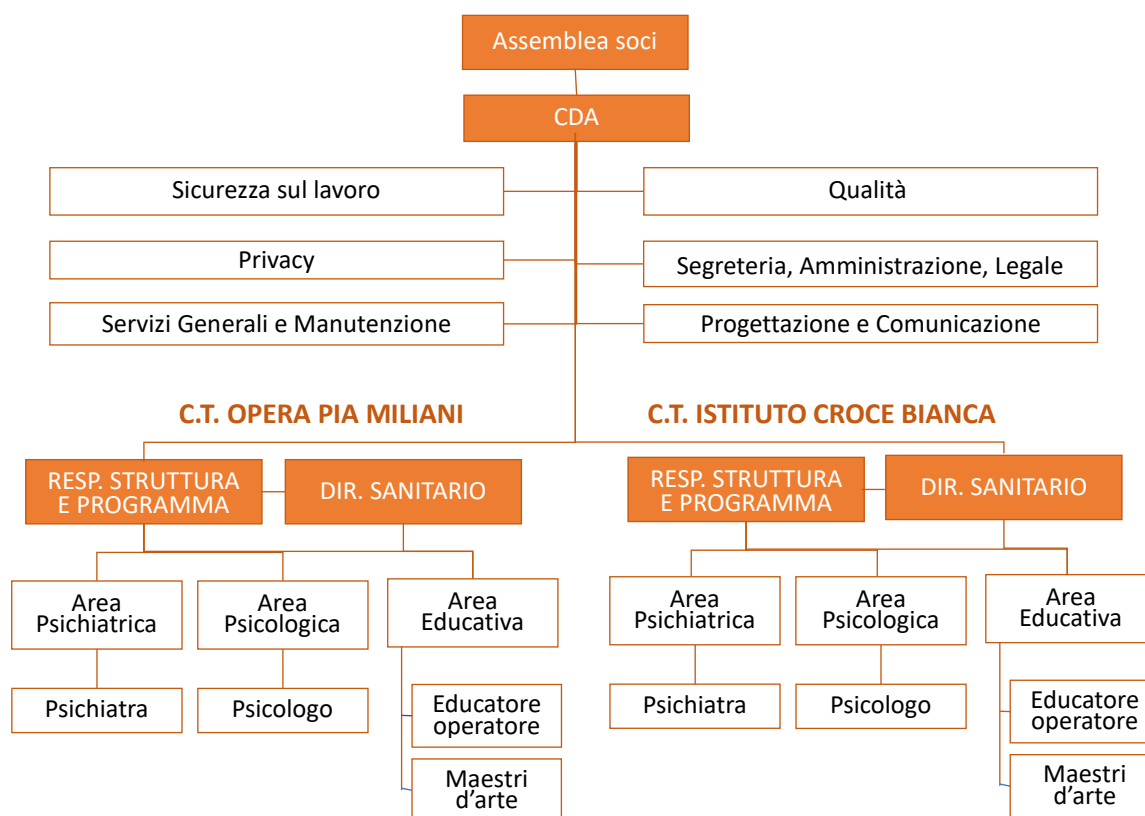 Assemblea soci
CDA
Sicurezza sul lavoro
Qualità
Privacy
Segreteria, Amministrazione, Legale
Servizi Generali e Manutenzione
Progettazione e Comunicazione
C.T. OPERA PIA MILIANI
C.T. ISTITUTO CROCE BIANCA
RESP. STRUTTURA
E PROGRAMMA
DIR. SANITARIO
RESP. STRUTTURA
E PROGRAMMA
DIR. SANITARIO
Area
Psichiatrica
Area
Psicologica
Area
Educativa
Area
Psichiatrica
Area
Psicologica
Area
Educativa
Psichiatra
Psicologo
Educatore
operatore
Maestri
d’arte
Psichiatra
Psicologo
Educatore
operatore
Maestri
d’arte